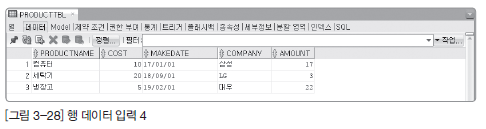 PRODUCTTBL
열 데이터 Model 제약 조건 권한 부여 통계 트리거 플래시백 종속성 세부정보 분할 영역 인덱스 SQL
정렬... 필터: 작업...
PRODUCTNAME COST MAKEDATE COMPANY AMOUNT
1 컴퓨터 10 17/01/01 삼성 17
2 세탁기 20 18/09/01 LG 3
3 냉장고 5 19/02/01 대우 22
[그림 3-28] 행 데이터 입력 4